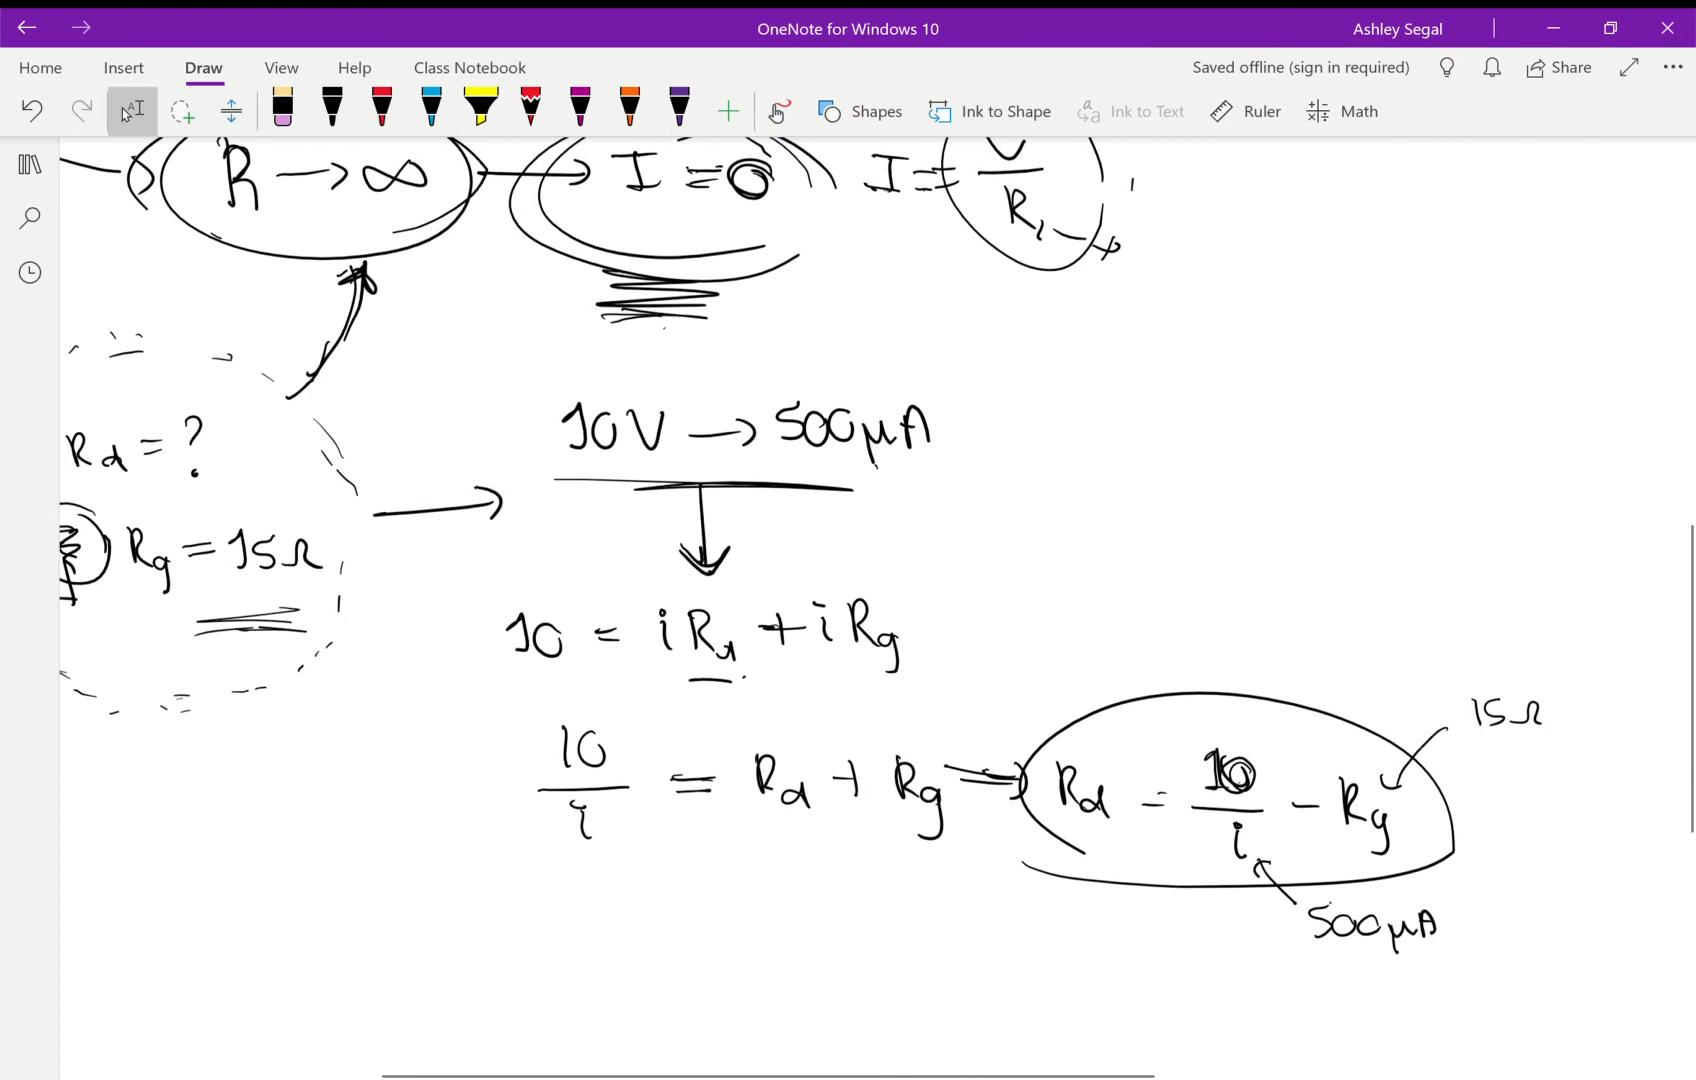 OneNote for Windows 10
Ashley Segal
Home Insert Draw View Help Class Notebook
Saved offline (sign in required)
Share
Shapes
Ink to Shape
Ink to Text
Ruler
Math
R → ∞ → I = 0 I = V/R
10V → 500μA
Rd = ?
Rg = 15Ω
10 = iRd + iRg
10/i = Rd + Rg ⇒ Rd = 10/i − Rg
15Ω
500μA